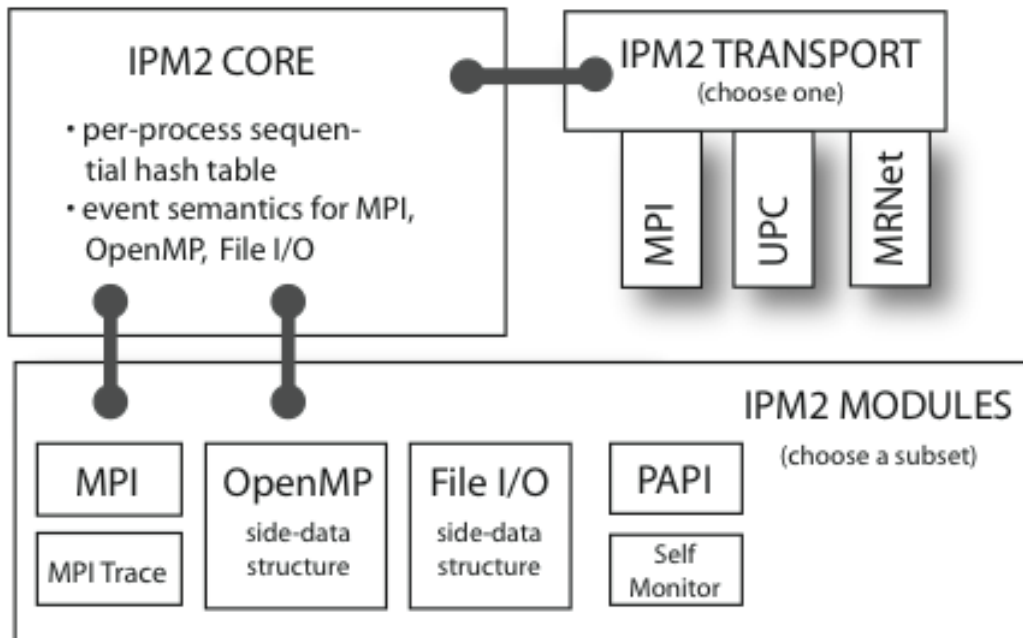 IPM2 CORE
• per-process sequen-
tial hash table
• event semantics for MPI,
OpenMP, File I/O
IPM2 TRANSPORT
(choose one)
MPI
UPC
MRNet
IPM2 MODULES
(choose a subset)
MPI
MPI Trace
OpenMP
side-data
structure
File I/O
side-data
structure
PAPI
Self
Monitor